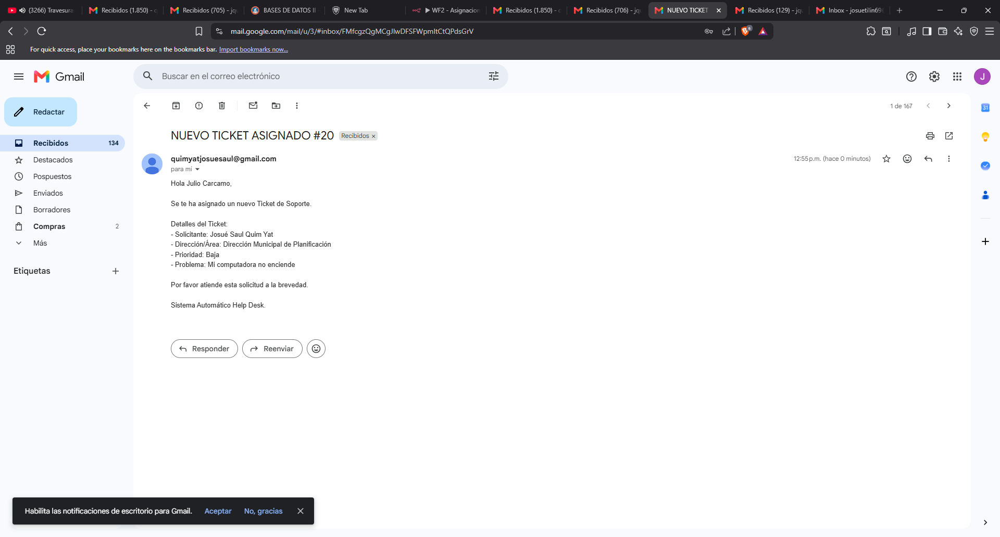 (3266) Travesura
Recibidos (1.850) - q
Recibidos (705) - jqu
BASES DE DATOS II
New Tab
WF2 - Asignacion
Recibidos (1.850) -
Recibidos (706) - jqu
NUEVO TICKET
Recibidos (129) - jqu
Inbox - josuetilin69
mail.google.com/mail/u/3/#inbox/FMfcgzQgMCgJlwDFSFWpmltCtQPdsGrV
6
For quick access, place your bookmarks here on the bookmarks bar. Import bookmarks now...
Gmail
Buscar en el correo electrónico
J
Redactar
1 de 167
31
Recibidos 134
Destacados
Pospuestos
Enviados
Borradores
Compras 2
Más
Etiquetas
NUEVO TICKET ASIGNADO #20 Recibidos x
quimyatjosuesaul@gmail.com
12:55 p.m. (hace 0 minutos)
para mí
Hola Julio Carcamo,
Se te ha asignado un nuevo Ticket de Soporte.
Detalles del Ticket:
- Solicitante: Josué Saul Quim Yat
- Dirección/Área: Dirección Municipal de Planificación
- Prioridad: Baja
- Problema: Mi computadora no enciende
Por favor atiende esta solicitud a la brevedad.
Sistema Automático Help Desk.
Responder
Reenviar
Habilita las notificaciones de escritorio para Gmail. Aceptar No, gracias